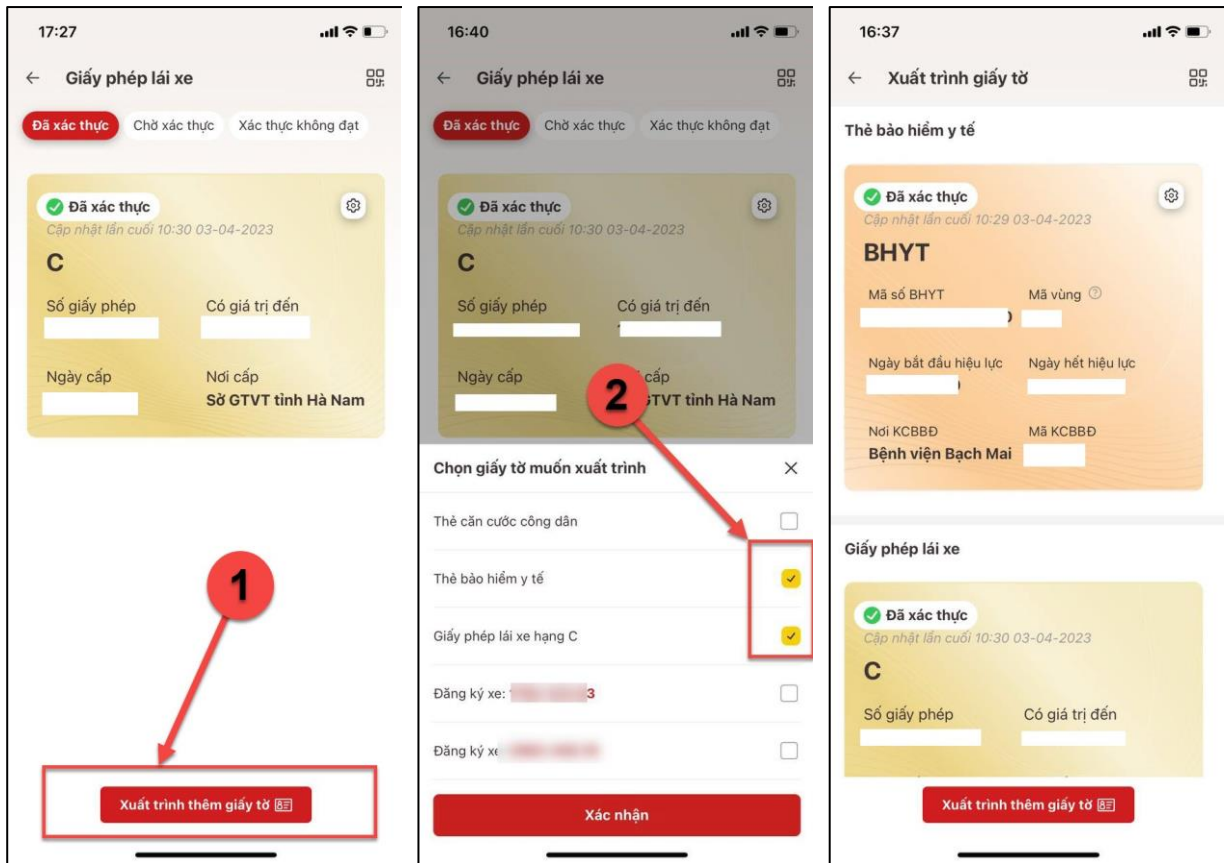 17:27
Giấy phép lái xe
Đã xác thực Chờ xác thực Xác thực không đạt
Đã xác thực
Cập nhật lần cuối 10:30 03-04-2023
C
Số giấy phép Có giá trị đến
Ngày cấp Nơi cấp
Sở GTVT tỉnh Hà Nam
1
Xuất trình thêm giấy tờ
16:40
Giấy phép lái xe
Đã xác thực Chờ xác thực Xác thực không đạt
Đã xác thực
Cập nhật lần cuối 10:30 03-04-2023
C
Số giấy phép Có giá trị đến
Ngày cấp cấp
2
GTVT tỉnh Hà Nam
Chọn giấy tờ muốn xuất trình
Thẻ căn cước công dân
Thẻ bảo hiểm y tế
Giấy phép lái xe hạng C
Đăng ký xe: 3
Đăng ký xe
Xác nhận
16:37
Xuất trình giấy tờ
Thẻ bảo hiểm y tế
Đã xác thực
Cập nhật lần cuối 10:29 03-04-2023
BHYT
Mã số BHYT Mã vùng
Ngày bắt đầu hiệu lực Ngày hết hiệu lực
Nơi KCBBĐ Mã KCBBĐ
Bệnh viện Bạch Mai
Giấy phép lái xe
Đã xác thực
Cập nhật lần cuối 10:30 03-04-2023
C
Số giấy phép Có giá trị đến
Xuất trình thêm giấy tờ